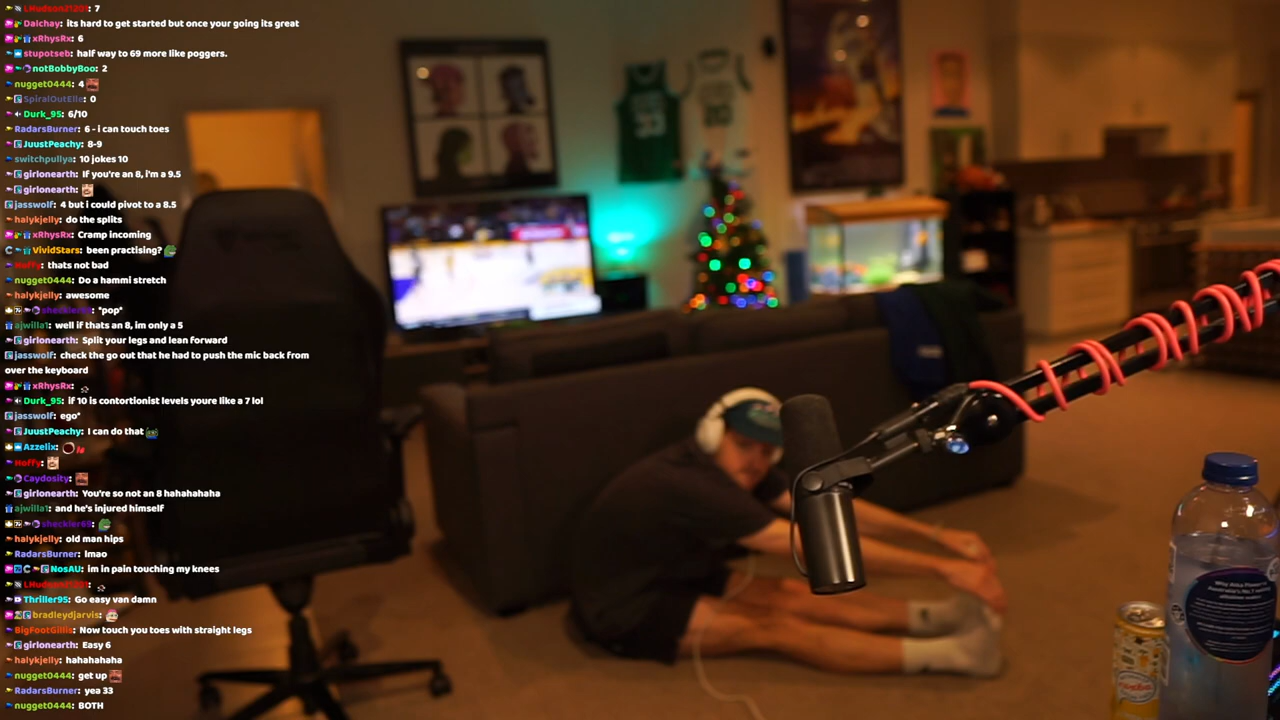 LHudson21201: 7
Dalchay: its hard to get started but once your going its great
xRhysRx: 6
stupotseb: half way to 69 more like poggers.
notBobbyBoo: 2
nugget0444: 4
SpiralOutElle: 0
Durk_95: 6/10
RadarsBurner: 6 - i can touch toes
JuustPeachy: 8-9
switchpullya: 10 jokes 10
girlonearth: If you're an 8, i'm a 9.5
girlonearth:
jasswolf: 4 but i could pivot to a 8.5
halykjelly: do the splits
xRhysRx: Cramp incoming
VividStars: been practising?
Hoffy: thats not bad
nugget0444: Do a hammi stretch
halykjelly: awesome
sheckler69: *pop*
ajwilla1: well if thats an 8, im only a 5
girlonearth: Split your legs and lean forward
jasswolf: check the go out that he had to push the mic back from
over the keyboard
xRhysRx:
Durk_95: if 10 is contortionist levels youre like a 7 lol
jasswolf: ego*
JuustPeachy: I can do that
Azzelix:
Hoffy:
Caydosity:
girlonearth: You're so not an 8 hahahahaha
ajwilla1: and he's injured himself
sheckler69:
halykjelly: old man hips
RadarsBurner: lmao
NosAU: im in pain touching my knees
LHudson21201:
Thriller95: Go easy van damn
bradleydjarvis:
BigFootGillis: Now touch you toes with straight legs
girlonearth: Easy 6
halykjelly: hahahahaha
nugget0444: get up
RadarsBurner: yea 33
nugget0444: BOTH
33